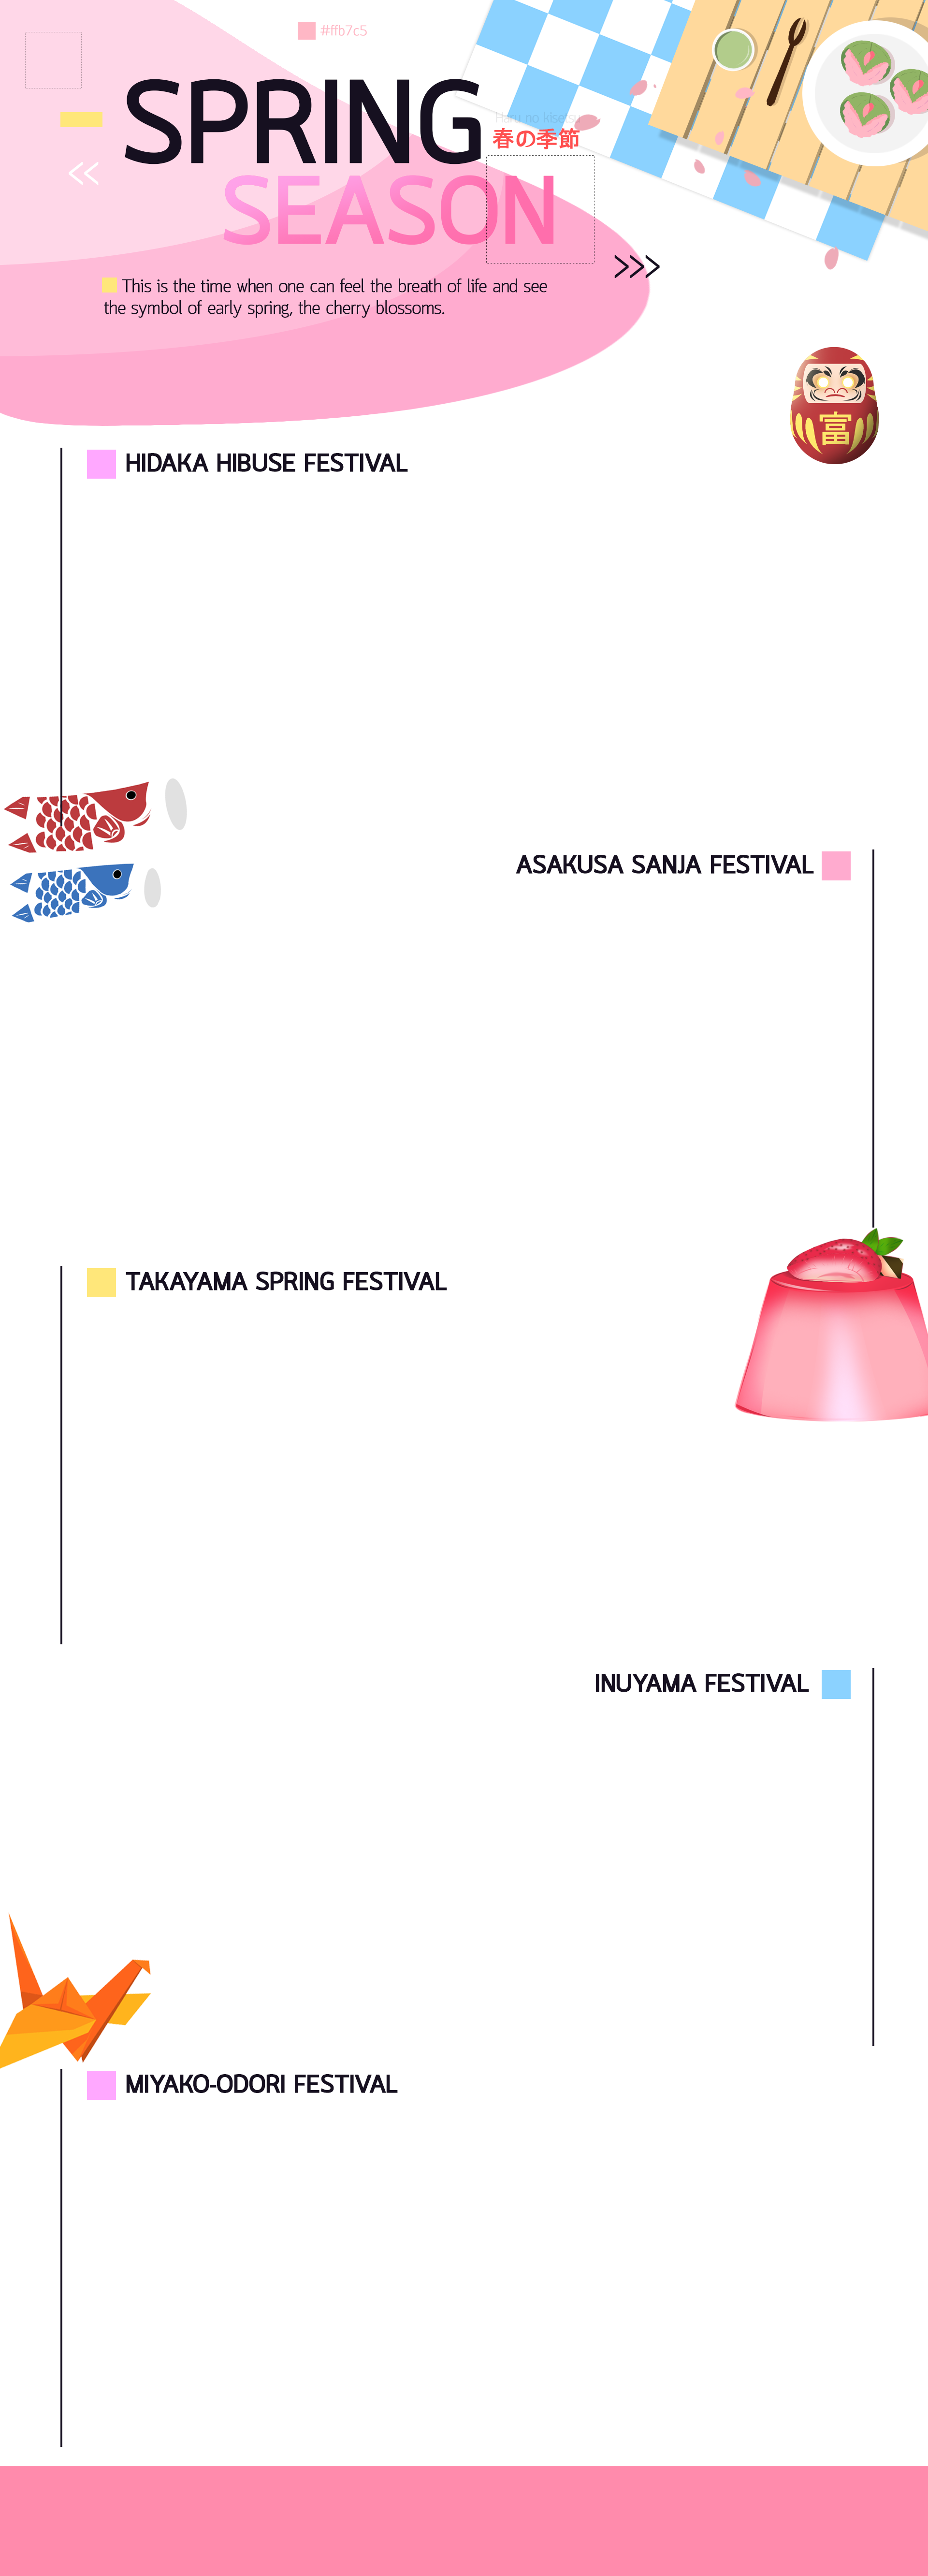 #ffb7c5
SPRING
Haru no kisetsu
春の季節
SEASON
This is the time when one can feel the breath of life and see
the symbol of early spring, the cherry blossoms.
富
HIDAKA HIBUSE FESTIVAL
ASAKUSA SANJA FESTIVAL
TAKAYAMA SPRING FESTIVAL
INUYAMA FESTIVAL
MIYAKO-ODORI FESTIVAL